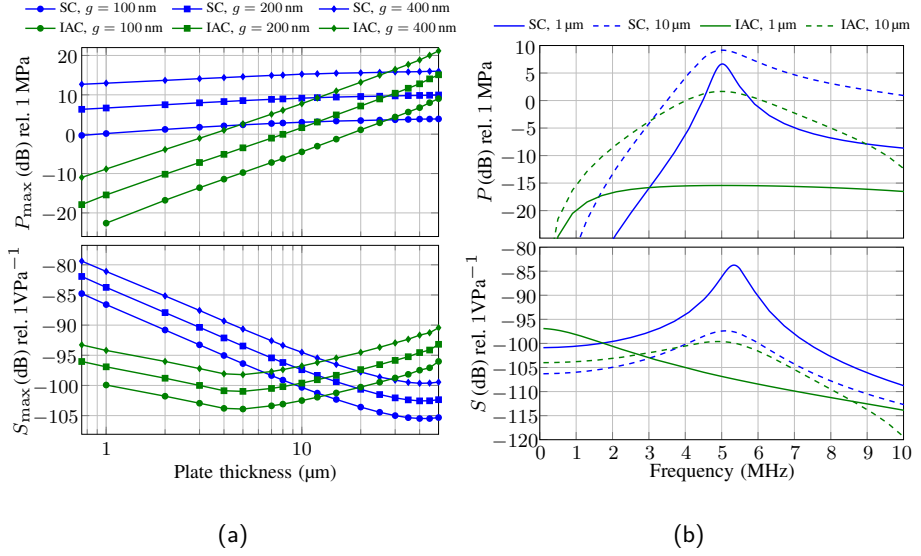 SC, g = 100 nm SC, g = 200 nm SC, g = 400 nm
IAC, g = 100 nm IAC, g = 200 nm IAC, g = 400 nm
20
10
0
−10
−20
Pmax (dB) rel. 1 MPa
−80
−85
−90
−95
−100
−105
Smax (dB) rel. 1VPa−1
1 10
Plate thickness (µm)
(a)
SC, 1 µm SC, 10 µm IAC, 1 µm IAC, 10 µm
10
5
0
−5
−10
−15
−20
P (dB) rel. 1 MPa
−85
−90
−95
−100
−105
−110
−115
−120
S (dB) rel. 1VPa−1
0 1 2 3 4 5 6 7 8 9 10
Frequency (MHz)
(b)